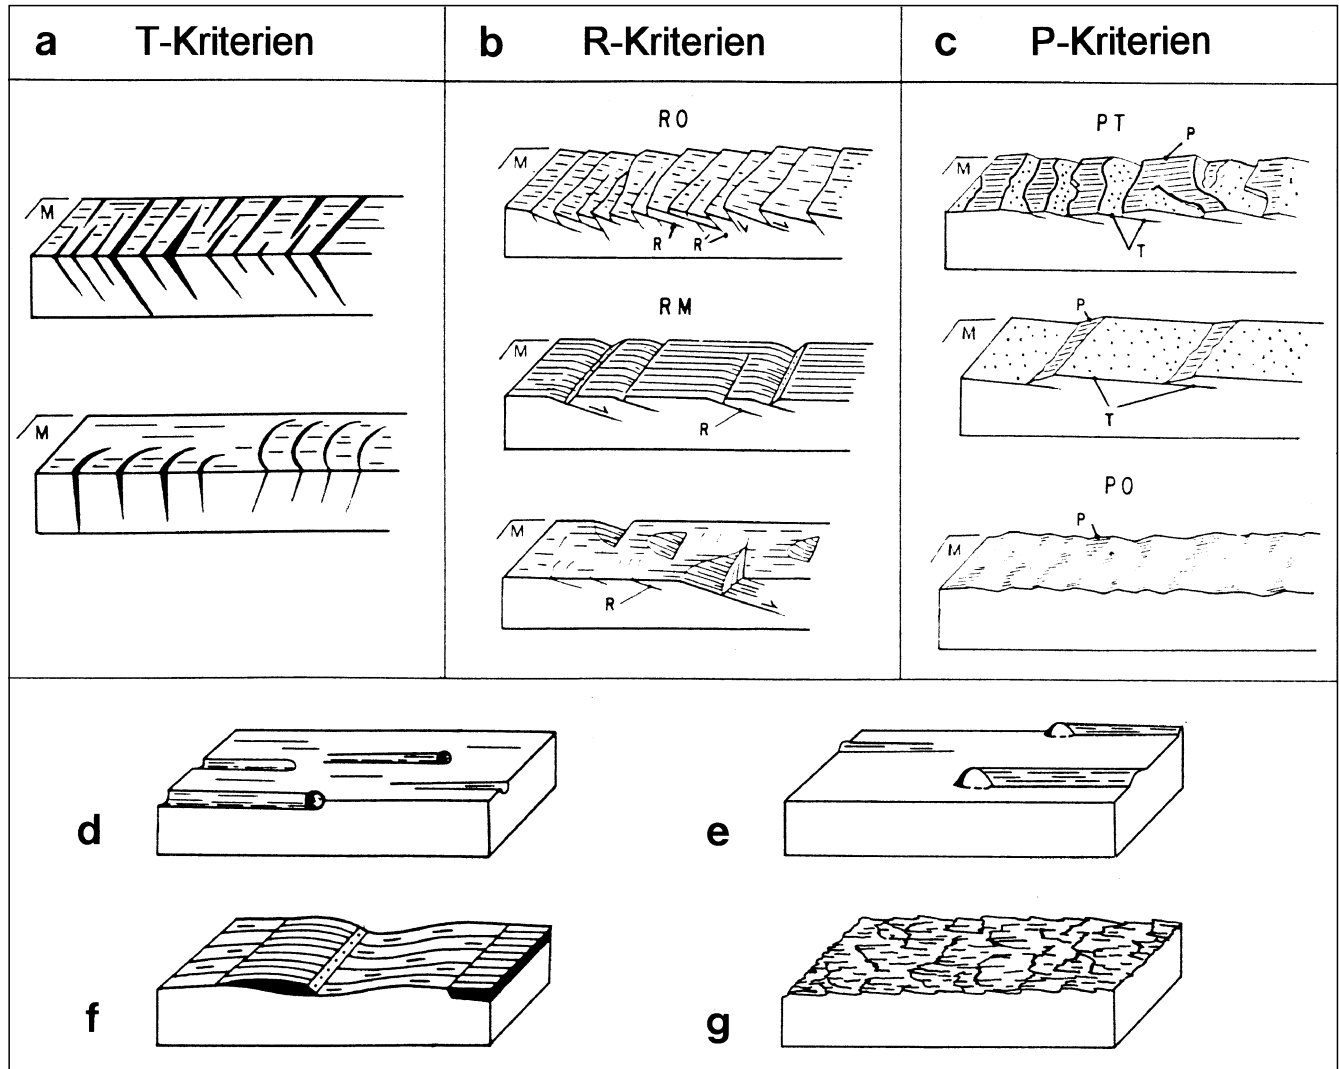 a T-Kriterien
b R-Kriterien
c P-Kriterien
M
M
RO
M
R R'
RM
M
R
M
R
PT
P
M
T
P
M
T
PO
P
M
d
e
f
g